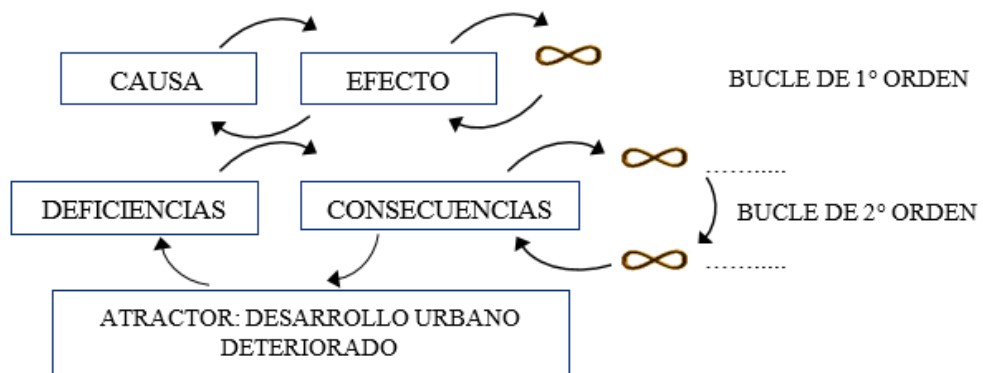 CAUSA
EFECTO
BUCLE DE 1° ORDEN
DEFICIENCIAS
CONSECUENCIAS
BUCLE DE 2° ORDEN
ATRACTOR: DESARROLLO URBANO
DETERIORADO